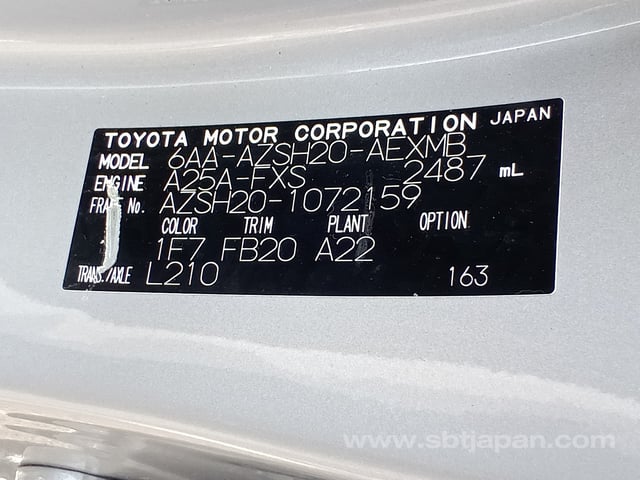 TOYOTA MOTOR CORPORATION JAPAN
MODEL 6AA-AZSH20-AEXMB
ENGINE A25A-FXS 2487 mL
FRAME No. AZSH20-1072159
COLOR TRIM PLANT OPTION
1F7 FB20 A22
TRANS./AXLE L210 163
www.sbtjapan.com